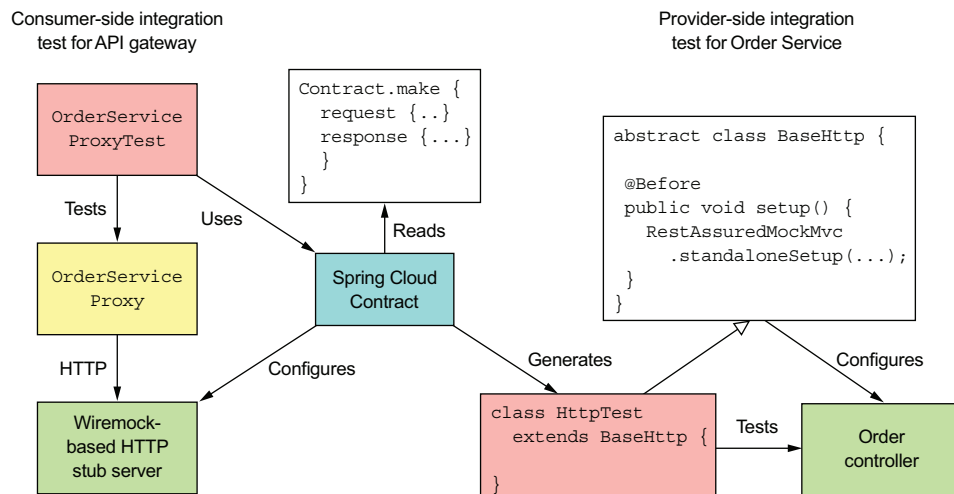 Consumer-side integration
test for API gateway
Provider-side integration
test for Order Service
OrderService
ProxyTest
Contract.make {
request {..}
response {...}
}
}
abstract class BaseHttp {
@Before
public void setup() {
RestAssuredMockMvc
.standaloneSetup(...);
}
}
Tests
Uses
Reads
OrderService
Proxy
Spring Cloud
Contract
HTTP
Configures
Generates
Configures
Wiremock-
based HTTP
stub server
class HttpTest
extends BaseHttp {
}
Tests
Order
controller